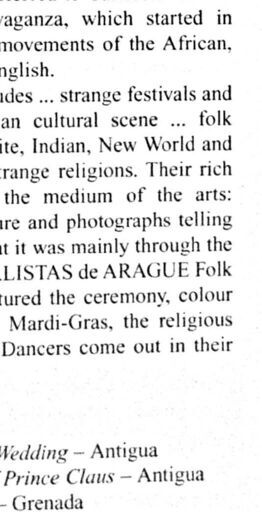 vaganza, which started in
movements of the African,
nglish.
udes ... strange festivals and
an cultural scene ... folk
ite, Indian, New World and
trange religions. Their rich
the medium of the arts:
ure and photographs telling
at it was mainly through the
LISTAS de ARAGUE Folk
tured the ceremony, colour
Mardi-Gras, the religious
Dancers come out in their
Wedding – Antigua
Prince Claus – Antigua
– Grenada